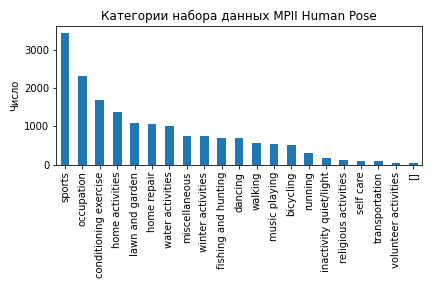 Категории набора данных MPII Human Pose
Число
3000
2000
1000
0
sports
occupation
conditioning exercise
home activities
lawn and garden
home repair
water activities
miscellaneous
winter activities
fishing and hunting
dancing
walking
music playing
bicycling
running
inactivity quiet/light
religious activities
self care
transportation
volunteer activities
[]